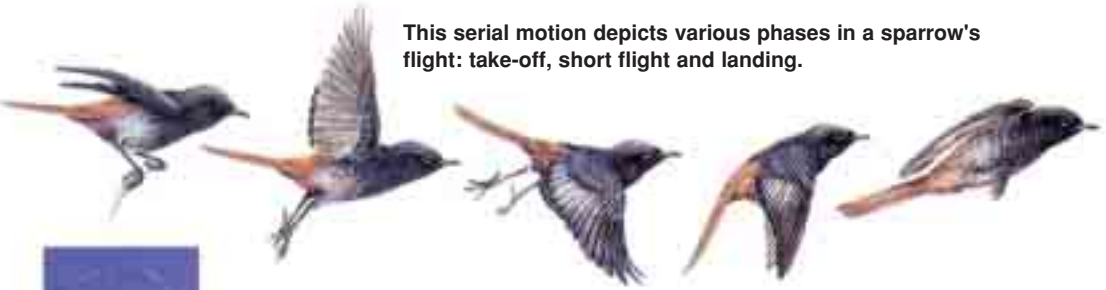 This serial motion depicts various phases in a sparrow's
flight: take-off, short flight and landing.